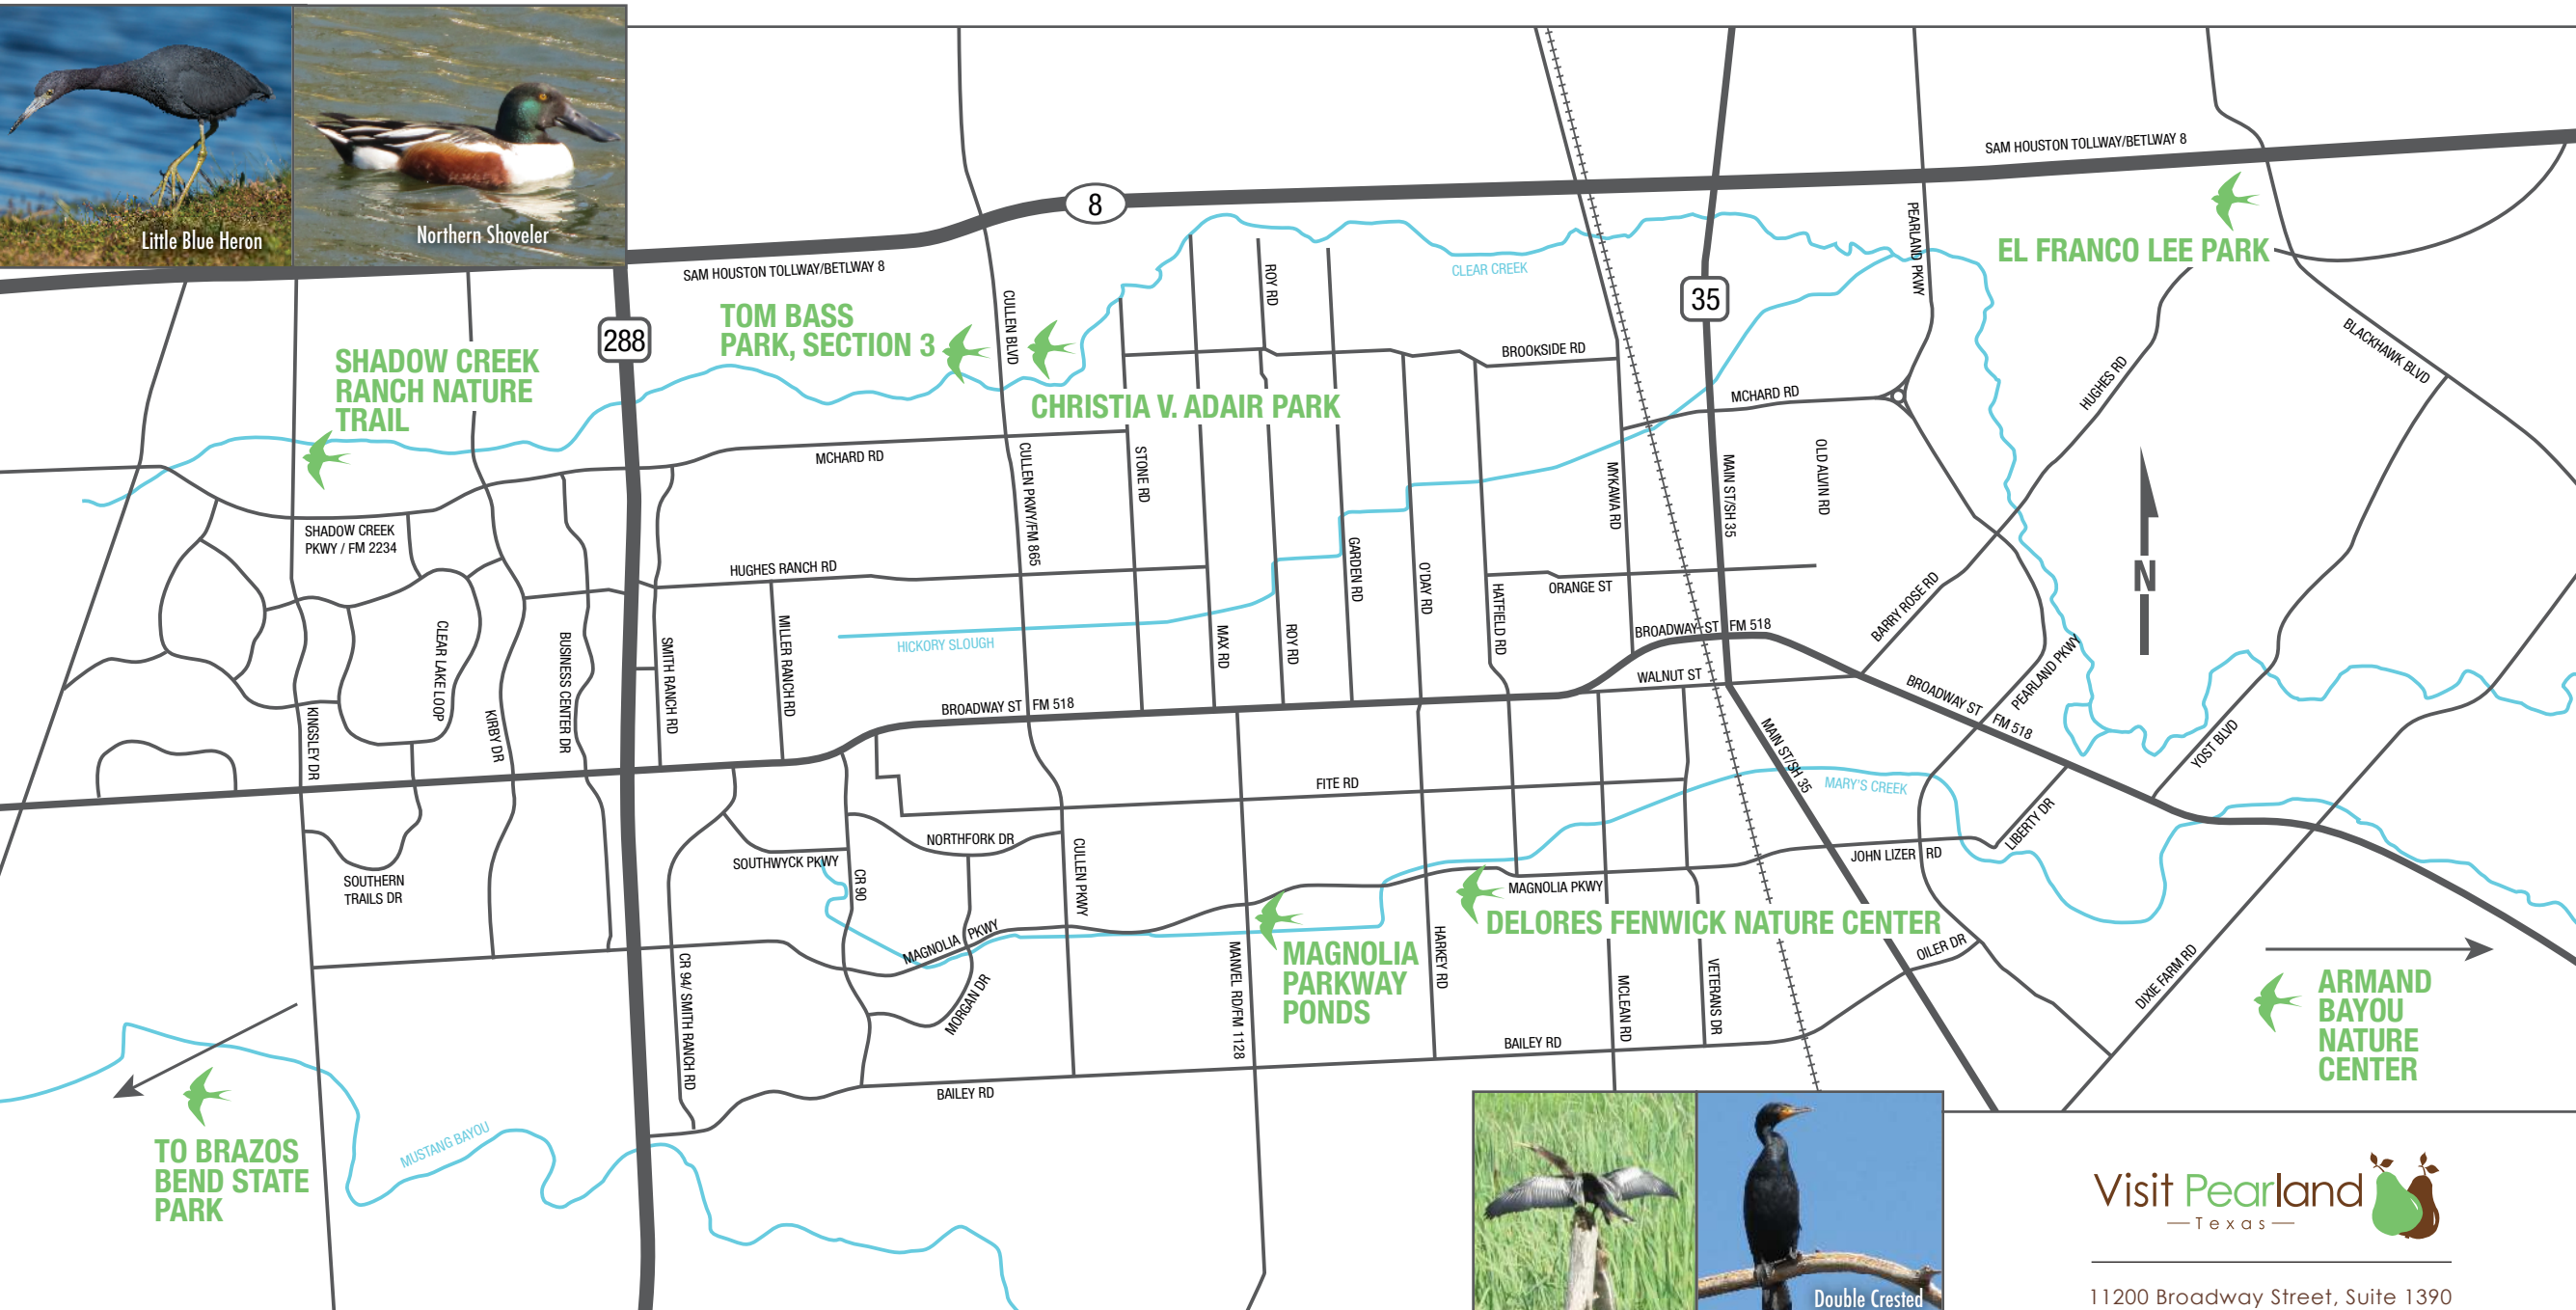 Little Blue Heron
Northern Shoveler
SAM HOUSTON TOLLWAY/BETLWAY 8
8
SAM HOUSTON TOLLWAY/BETLWAY 8
PEARLAND PKWY
EL FRANCO LEE PARK
CLEAR CREEK
ROY RD
CULLEN BLVD
35
288
TOM BASS
PARK, SECTION 3
SHADOW CREEK
RANCH NATURE
TRAIL
BROOKSIDE RD
BLACKHAWK BLVD
HUGHES RD
MCHARD RD
CHRISTIA V. ADAIR PARK
MCHARD RD
CULLEN PKWY/FM 865
STONE RD
MYKAWA RD
MAIN ST/SH 35
OLD ALVIN RD
SHADOW CREEK
PKWY / FM 2234
HUGHES RANCH RD
GARDEN RD
O'DAY RD
HATFIELD RD
ORANGE ST
BARRY ROSE RD
N
CLEAR LAKE LOOP
BUSINESS CENTER DR
SMITH RANCH RD
MILLER RANCH RD
HICKORY SLOUGH
MAX RD
ROY RD
BROADWAY ST FM 518
WALNUT ST
PEARLAND PKWY
BROADWAY ST FM 518
KINGSLEY DR
KIRBY DR
BROADWAY ST FM 518
MAIN ST/SH 35
YOST BLVD
FITE RD
MARY'S CREEK
LIBERTY DR
NORTHFORK DR
SOUTHWYCK PKWY
CR 90
CULLEN PKWY
JOHN LIZER RD
SOUTHERN
TRAILS DR
MAGNOLIA PKWY
DELORES FENWICK NATURE CENTER
MAGNOLIA PKWY
MAGNOLIA
PARKWAY
PONDS
MANVEL RD/FM 1128
HARKEY RD
MCLEAN RD
VETERANS DR
OILER DR
DIXIE FARM RD
ARMAND
BAYOU
NATURE
CENTER
CR 94/ SMITH RANCH RD
MORGAN DR
BAILEY RD
BAILEY RD
MUSTANG BAYOU
TO BRAZOS
BEND STATE
PARK
Double Crested
Visit Pearland
Texas
11200 Broadway Street, Suite 1390